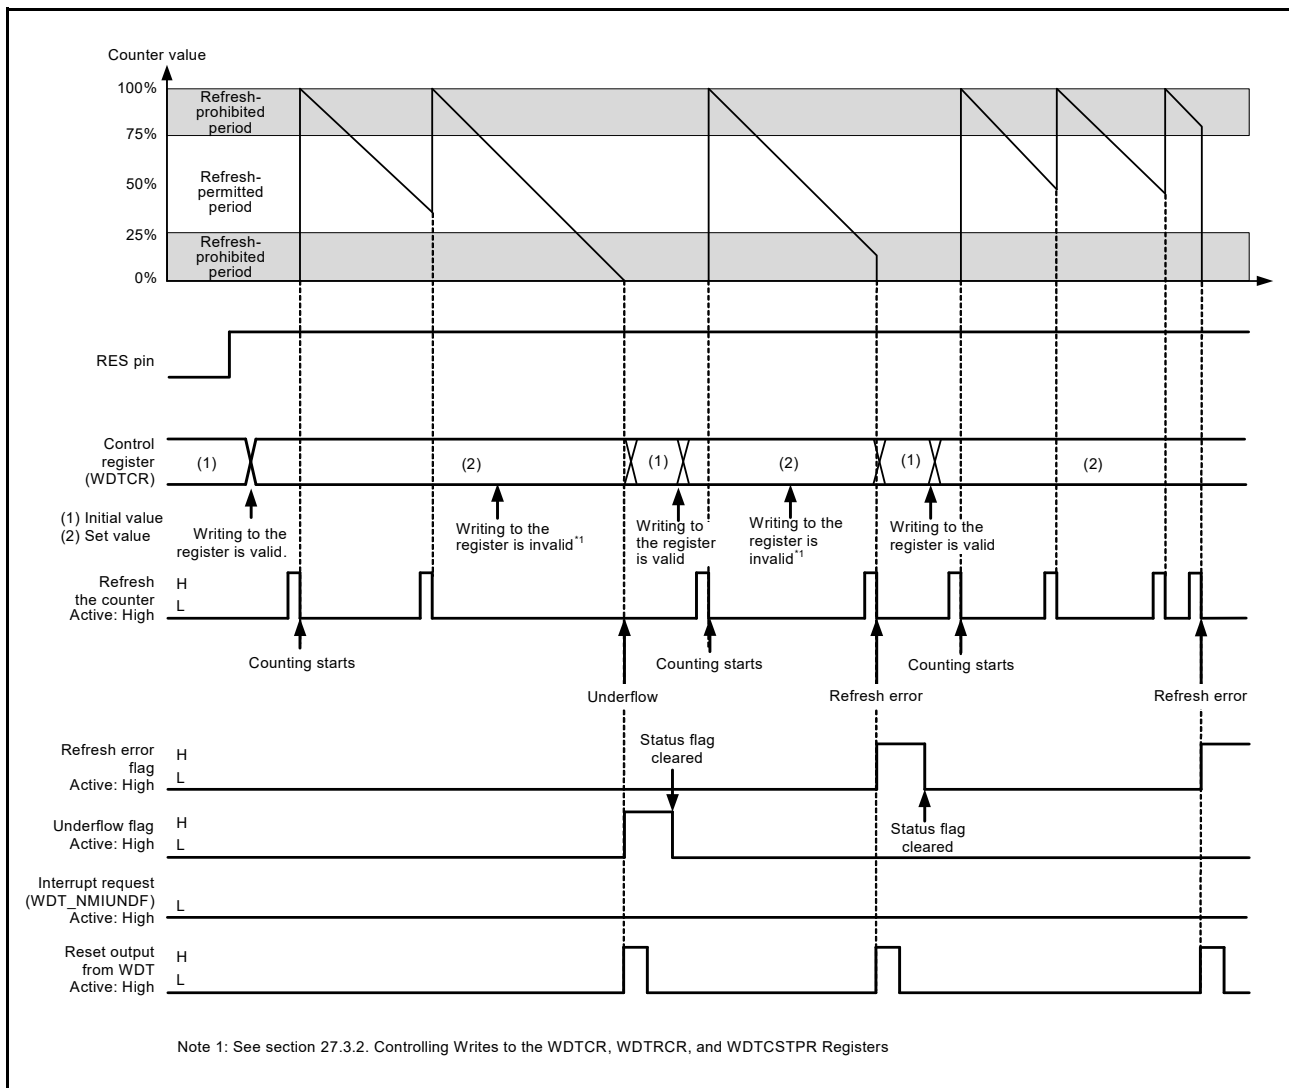 Counter value
100%
Refresh-
prohibited
period
75%
50%
Refresh-
permitted
period
25%
Refresh-
prohibited
period
0%
RES pin
Control
register
(WDTCR)
(1)
(2)
(1)
(2)
(1)
(2)
(1) Initial value
(2) Set value
Writing to the
register is valid.
Writing to the
register is invalid*1
Writing to
the register
is valid
Writing to the
register is
invalid*1
Writing to the
register is valid
Refresh
the counter
Active: High
H
L
Counting starts
Counting starts
Counting starts
Underflow
Refresh error
Refresh error
Refresh error
flag
Active: High
H
L
Status flag
cleared
Underflow flag
Active: High
H
L
Status flag
cleared
Interrupt request
(WDT_NMIUNDF)
Active: High
L
Reset output
from WDT
Active: High
H
L
Note 1: See section 27.3.2. Controlling Writes to the WDTCR, WDTRCR, and WDTCSTPR Registers